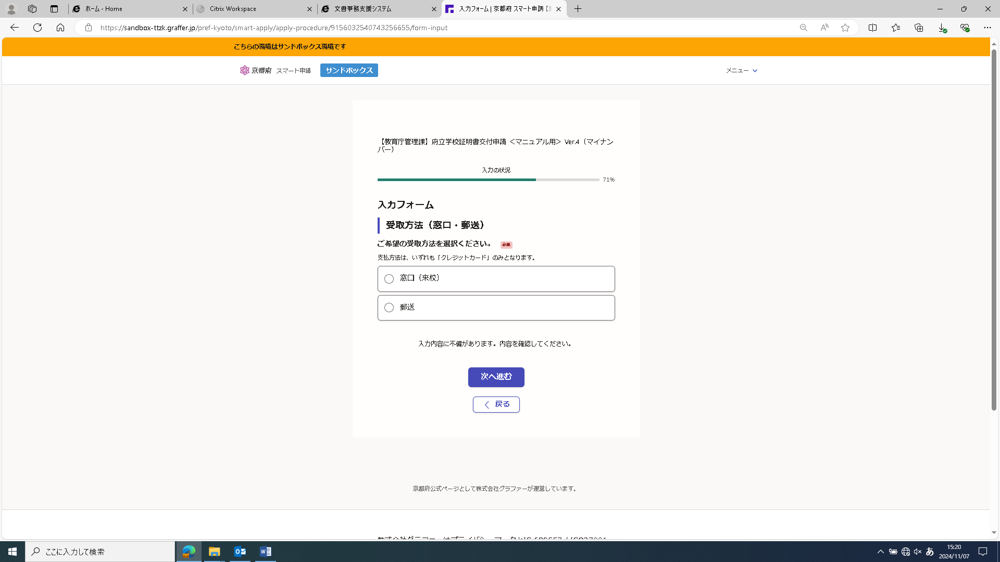 ホーム - Home
Citrix Workspace
文書事務支援システム
入力フォーム | 京都府 スマート申請
https://sandbox-ttzk.graffer.jp/pref-kyoto/smart-apply/apply-procedure/9156032540743256655/form-input
こちらの環境はサンドボックス環境です
京都府 スマート申請 サンドボックス
メニュー
【教育庁管理課】府立学校証明書交付申請 ＜マニュアル用＞ Ver.4（マイナン
バー）
入力の状況
71%
入力フォーム
受取方法（窓口・郵送）
ご希望の受取方法を選択ください。 必須
支払方法は、いずれも「クレジットカード」のみとなります。
窓口（来校）
郵送
入力内容に不備があります。内容を確認してください。
次へ進む
戻る
京都府公式ページとして株式会社グラファーが運営しています。
ここに入力して検索
あ
15:20
2024/11/07